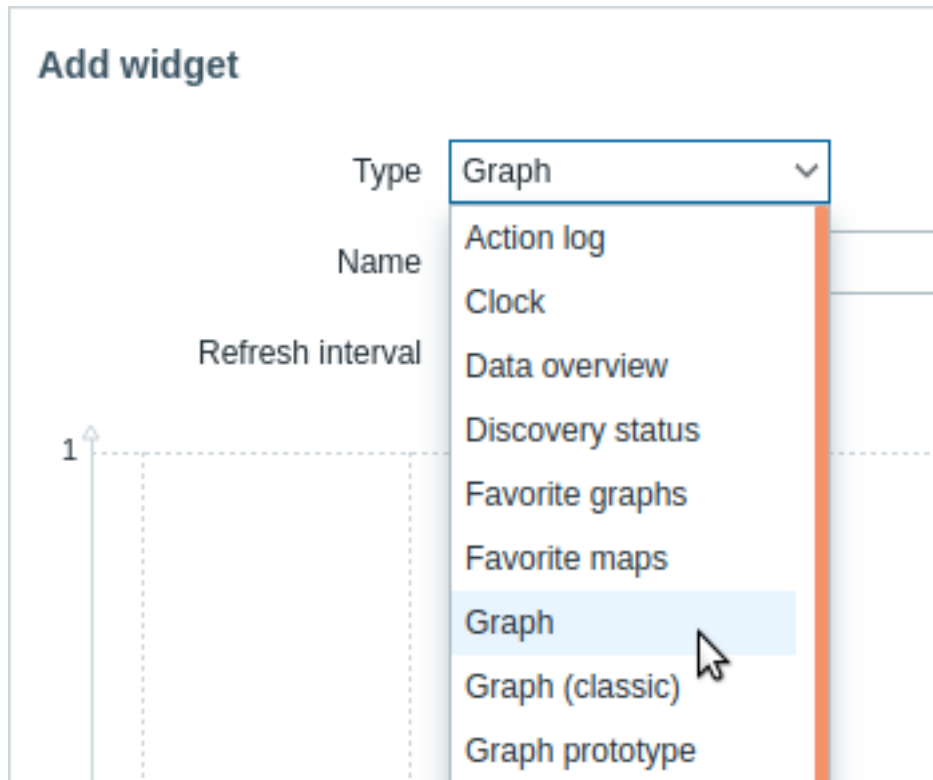 Add widget
Type Graph
Action log
Name
Clock
Refresh interval
Data overview
Discovery status
1
Favorite graphs
Favorite maps
Graph
Graph (classic)
Graph prototype